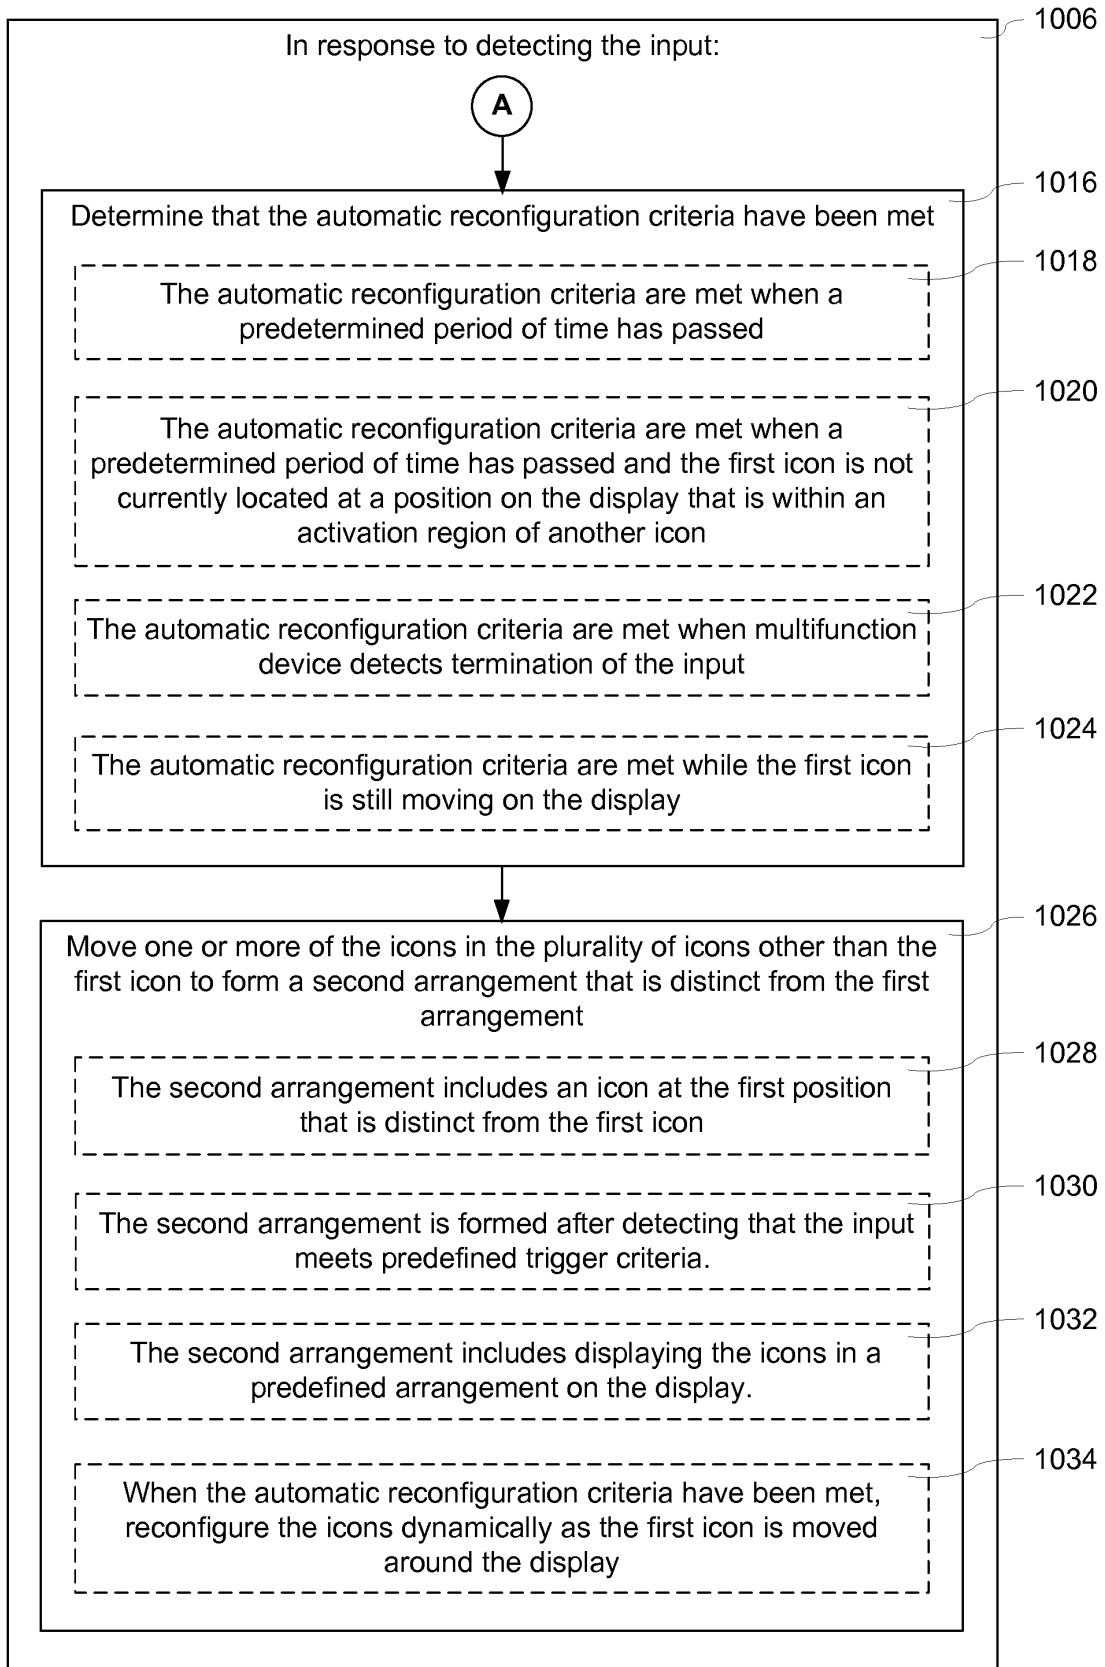 1006
In response to detecting the input:
A
1016
Determine that the automatic reconfiguration criteria have been met
1018
The automatic reconfiguration criteria are met when a
predetermined period of time has passed
1020
The automatic reconfiguration criteria are met when a
predetermined period of time has passed and the first icon is not
currently located at a position on the display that is within an
activation region of another icon
1022
The automatic reconfiguration criteria are met when multifunction
device detects termination of the input
1024
The automatic reconfiguration criteria are met while the first icon
is still moving on the display
1026
Move one or more of the icons in the plurality of icons other than the
first icon to form a second arrangement that is distinct from the first
arrangement
1028
The second arrangement includes an icon at the first position
that is distinct from the first icon
1030
The second arrangement is formed after detecting that the input
meets predefined trigger criteria.
1032
The second arrangement includes displaying the icons in a
predefined arrangement on the display.
1034
When the automatic reconfiguration criteria have been met,
reconfigure the icons dynamically as the first icon is moved
around the display